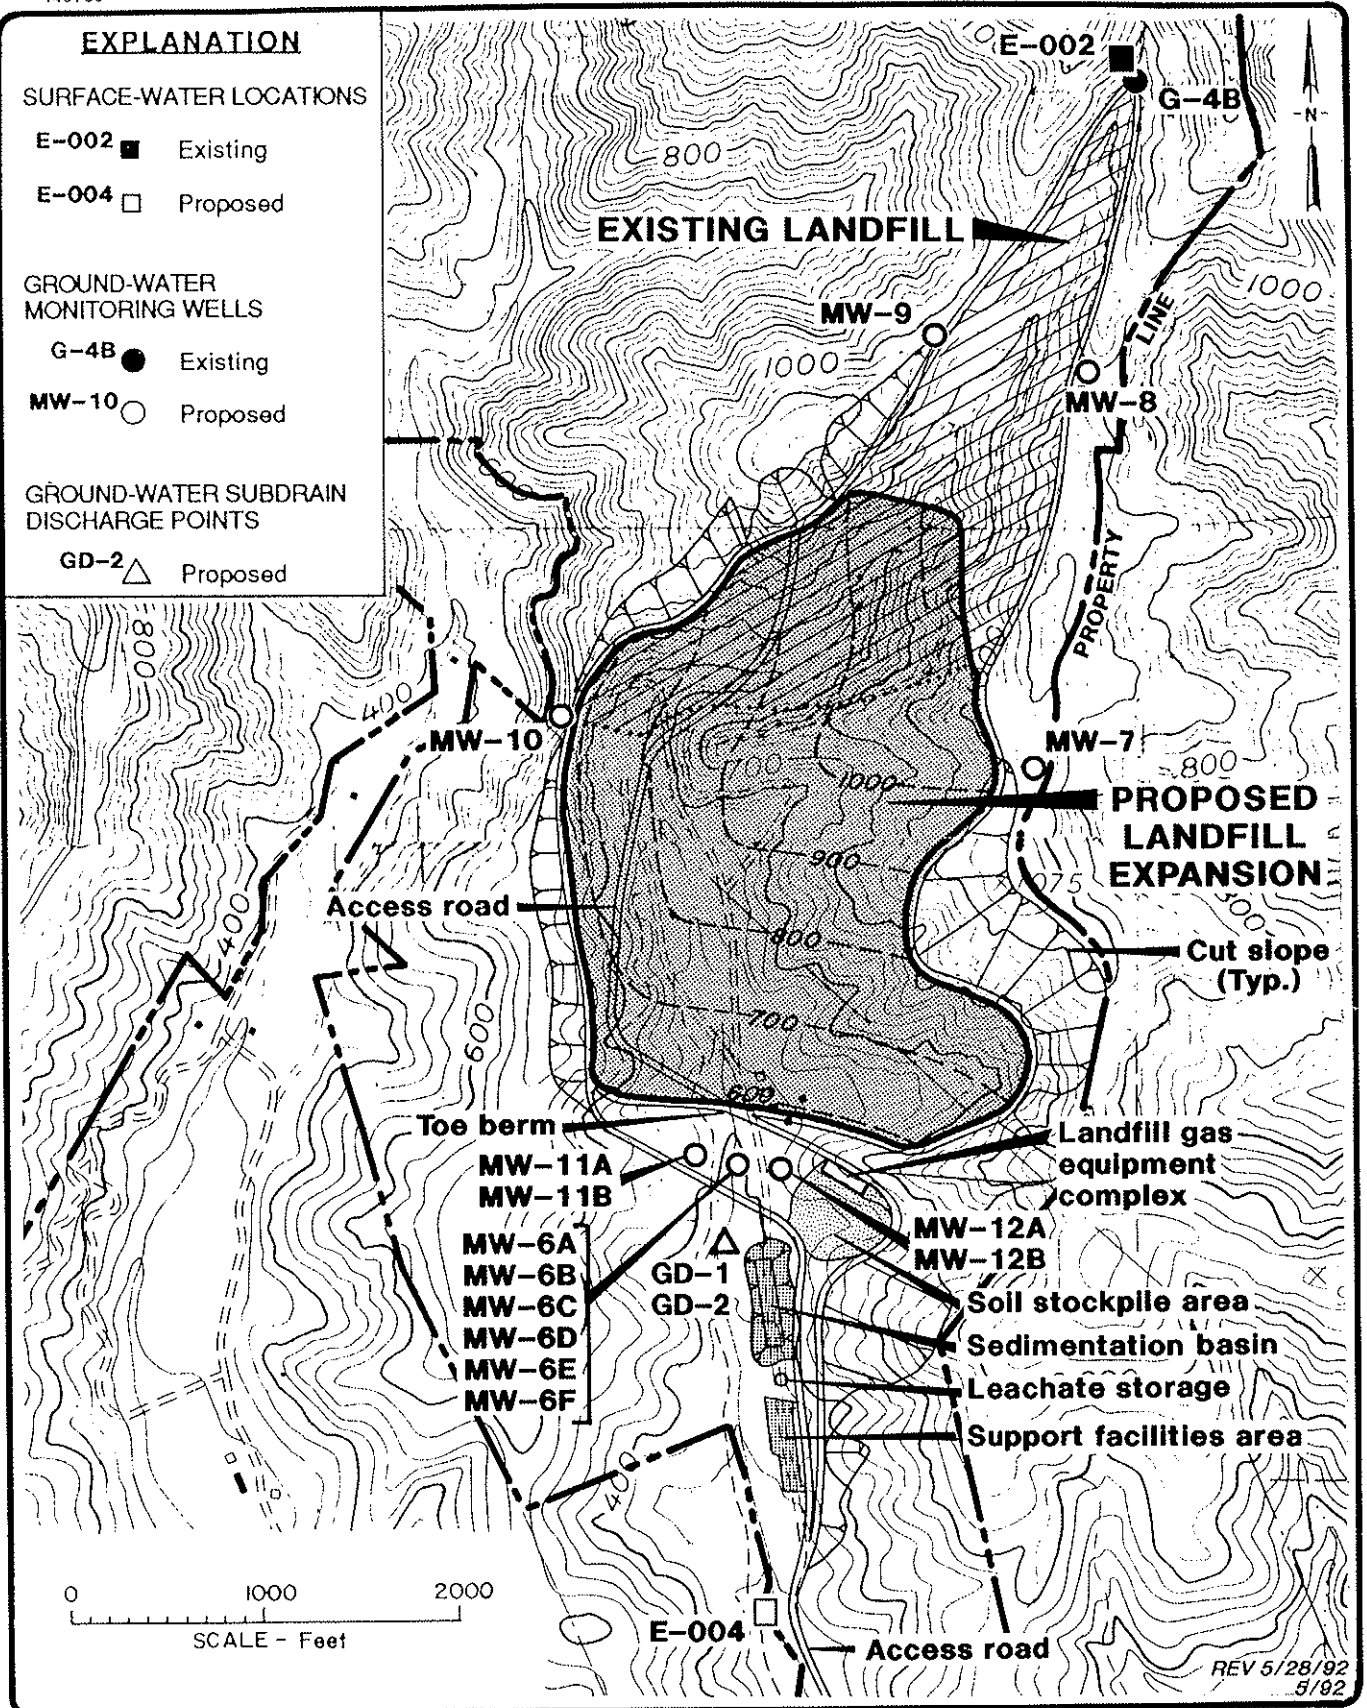 EXPLANATION
SURFACE-WATER LOCATIONS
E-002 Existing
E-004 Proposed
GROUND-WATER
MONITORING WELLS
G-4B Existing
MW-10 Proposed
GROUND-WATER SUBDRAIN
DISCHARGE POINTS
GD-2 Proposed
E-002
G-4B
-N-
800
EXISTING LANDFILL
1000
LINE
MW-9
1000
MW-8
PROPERTY
800
400
MW-10
MW-7
800
1000
PROPOSED
LANDFILL
EXPANSION
900
Access road
400
800
Cut slope
(Typ.)
700
600
600
Toe berm
Landfill gas
equipment
complex
MW-11A
MW-11B
MW-12A
MW-12B
MW-6A
MW-6B
MW-6C
MW-6D
MW-6E
MW-6F
GD-1
GD-2
Soil stockpile area
Sedimentation basin
Leachate storage
Support facilities area
400
0 1000 2000
SCALE - Feet
E-004
Access road
REV 5/28/92
5/92